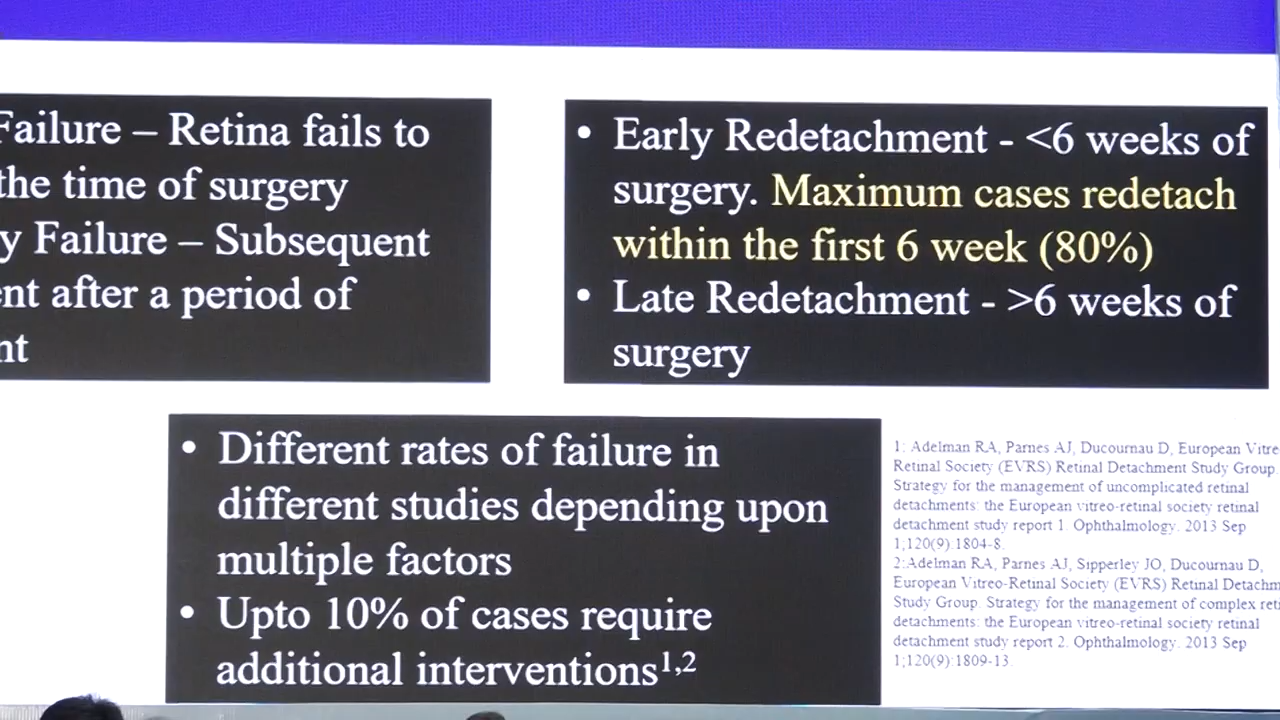 Failure – Retina fails to
the time of surgery
y Failure – Subsequent
ent after a period of
nt
• Early Redetachment - <6 weeks of
surgery. Maximum cases redetach
within the first 6 week (80%)
• Late Redetachment - >6 weeks of
surgery
• Different rates of failure in
different studies depending upon
multiple factors
• Upto 10% of cases require
additional interventions1,2
1: Adelman RA, Parnes AJ, Ducournau D, European Vitre
Retinal Society (EVRS) Retinal Detachment Study Group.
Strategy for the management of uncomplicated retinal
detachments: the European vitreo-retinal society retinal
detachment study report 1. Ophthalmology. 2013 Sep
1;120(9):1804-8.
2:Adelman RA, Parnes AJ, Sipperley JO, Ducournau D,
European Vitreo-Retinal Society (EVRS) Retinal Detachm
Study Group. Strategy for the management of complex reti
detachments: the European vitreo-retinal society retinal
detachment study report 2. Ophthalmology. 2013 Sep
1;120(9):1809-13.